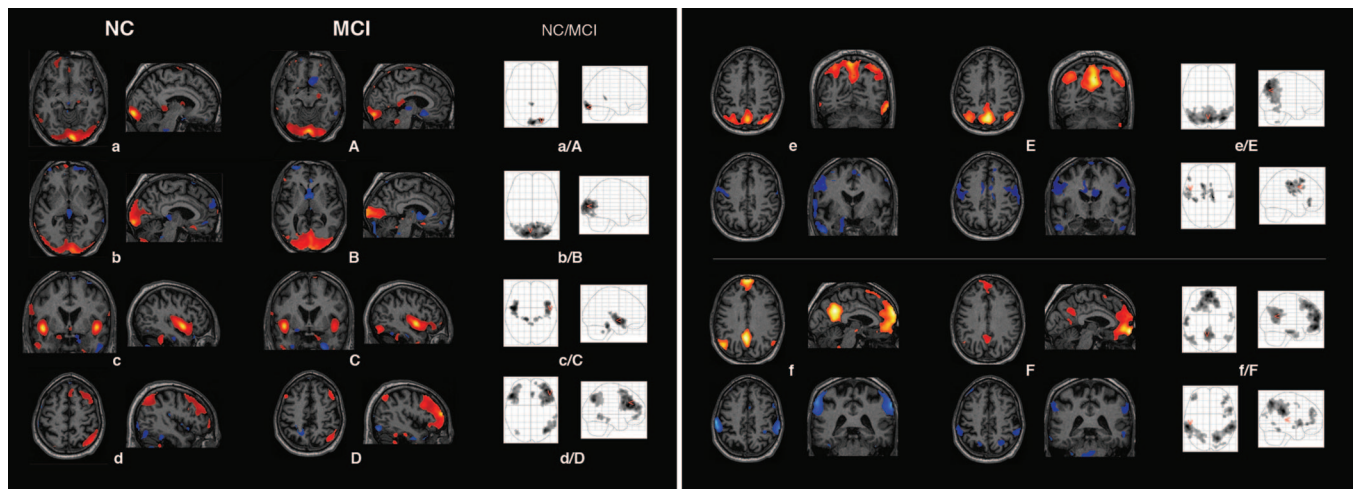 NC MCI NC/MCI
a A a/A
b B b/B
c C c/C
d D d/D
e E e/E
f F f/F